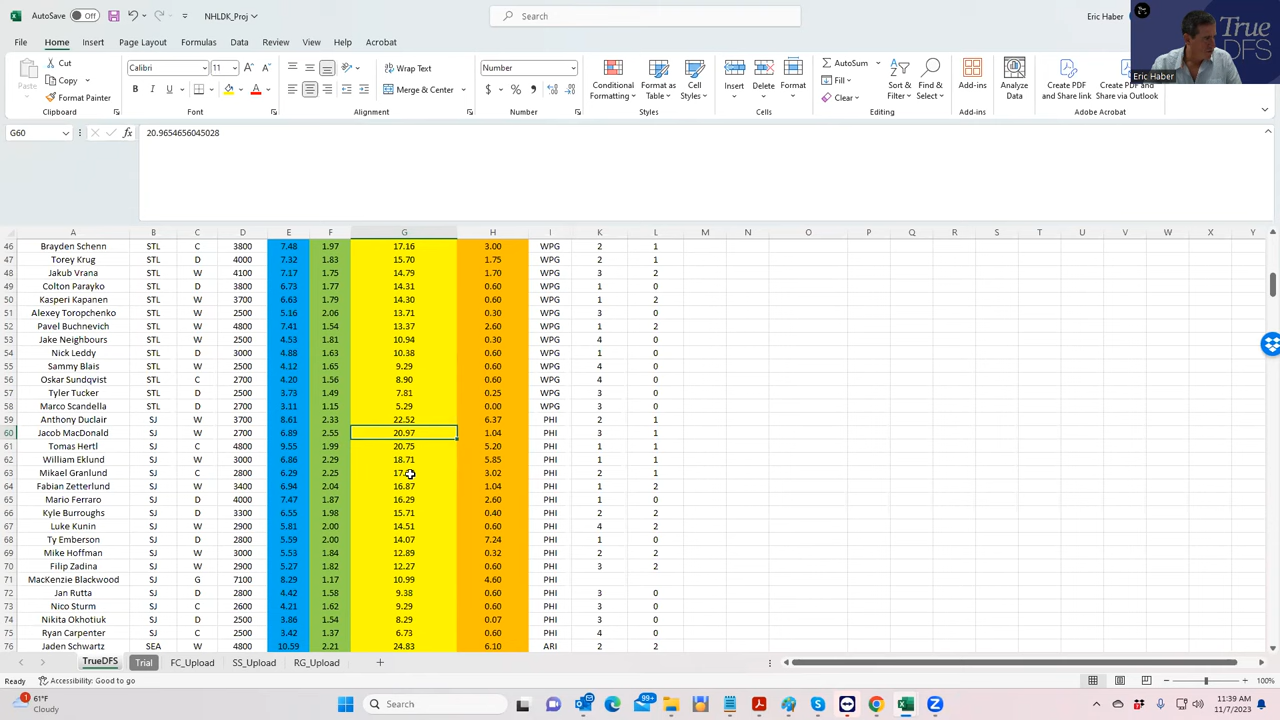 AutoSave Off NHLDK_Proj Search Eric Haber
True
DFS
Eric Haber
File Home Insert Page Layout Formulas Data Review View Help Acrobat
Paste Cut Copy Format Painter Clipboard
Calibri 11 B I U A Font
Wrap Text Merge & Center Alignment
Number $ % Number
Conditional Formatting Format as Table Cell Styles Styles
Insert Delete Format Cells
AutoSum Fill Clear Sort & Filter Find & Select Editing
Add-ins Add-ins
Analyze Data
Create PDF and Share link Create PDF and Share via Outlook Adobe Acrobat
G60 fx 20.9654656045028
A B C D E F G H I K L M N O P Q R S T U V W X Y
46 Brayden Schenn STL C 3800 7.48 1.97 17.16 3.00 WPG 2 1
47 Torey Krug STL D 4000 7.32 1.83 15.70 1.75 WPG 3 1
48 Jakub Vrana STL W 4100 7.17 1.75 14.79 1.70 WPG 3 2
49 Colton Parayko STL D 3800 6.73 1.77 14.31 0.60 WPG 1 0
50 Kasperi Kapanen STL W 3700 6.63 1.79 14.30 0.60 WPG 1 2
51 Alexey Toropchenko STL W 2500 5.16 2.06 13.71 0.30 WPG 3 0
52 Pavel Buchnevich STL W 4800 7.41 1.54 13.37 2.60 WPG 1 2
53 Jake Neighbours STL W 2500 4.53 1.81 10.94 0.30 WPG 4 0
54 Nick Leddy STL D 3000 4.88 1.63 10.38 0.60 WPG 1 0
55 Sammy Blais STL W 2500 4.12 1.65 9.29 0.60 WPG 4 0
56 Oskar Sundqvist STL C 2700 4.20 1.56 8.90 0.60 WPG 4 0
57 Tyler Tucker STL D 2500 3.73 1.49 7.81 0.25 WPG 3 0
58 Marco Scandella STL D 2700 3.11 1.15 5.29 0.00 WPG 3 0
59 Anthony Duclair SJ W 3700 8.61 2.33 22.52 6.37 PHI 2 1
60 Jacob MacDonald SJ W 2700 6.89 2.55 20.97 1.04 PHI 3 1
61 Tomas Hertl SJ C 4800 9.55 1.99 20.75 5.20 PHI 1 1
62 William Eklund SJ W 3000 6.86 2.29 18.71 5.85 PHI 1 1
63 Mikael Granlund SJ C 2800 6.29 2.25 17. 3.02 PHI 2 1
64 Fabian Zetterlund SJ W 3400 6.94 2.04 16.87 1.04 PHI 1 2
65 Mario Ferraro SJ D 4000 7.47 1.87 16.29 2.60 PHI 1 0
66 Kyle Burroughs SJ D 3300 6.55 1.98 15.71 0.40 PHI 2 2
67 Luke Kunin SJ W 2900 5.81 2.00 14.51 0.60 PHI 4 2
68 Ty Emberson SJ D 2800 5.59 2.00 14.07 7.24 PHI 1 0
69 Mike Hoffman SJ W 3000 5.53 1.84 12.89 0.32 PHI 2 2
70 Filip Zadina SJ W 2900 5.27 1.82 12.27 0.60 PHI 3 2
71 MacKenzie Blackwood SJ G 7100 8.29 1.17 10.99 4.60 PHI
72 Jan Rutta SJ D 2800 4.42 1.58 9.38 0.60 PHI 3 0
73 Nico Sturm SJ C 2600 4.21 1.62 9.29 0.60 PHI 3 0
74 Nikita Okhotiuk SJ D 2500 3.86 1.54 8.29 0.07 PHI 3 0
75 Ryan Carpenter SJ C 2500 3.42 1.37 6.73 0.60 PHI 4 0
76 Jaden Schwartz SEA W 4800 10.59 2.21 24.83 6.10 ARI 2 2
TrueDFS Trial FC_Upload SS_Upload RG_Upload
Ready Accessibility: Good to go 100%
61°F Cloudy Search 99+ 11:39 AM 11/7/2023